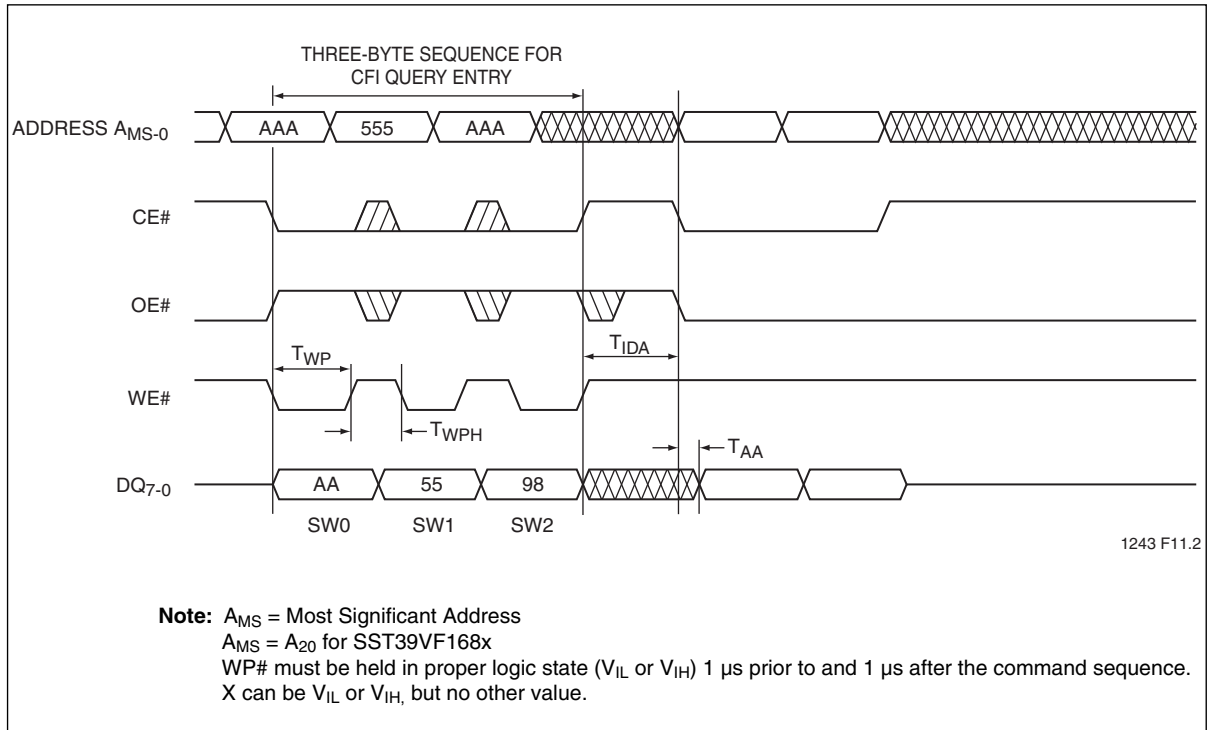 THREE-BYTE SEQUENCE FOR
CFI QUERY ENTRY
ADDRESS AMS-0
AAA 555 AAA
CE#
OE#
TWP
TIDA
WE#
TWPH
TAA
DQ7-0
AA 55 98
SW0 SW1 SW2
1243 F11.2
Note: AMS = Most Significant Address
AMS = A20 for SST39VF168x
WP# must be held in proper logic state (VIL or VIH) 1 µs prior to and 1 µs after the command sequence.
X can be VIL or VIH, but no other value.